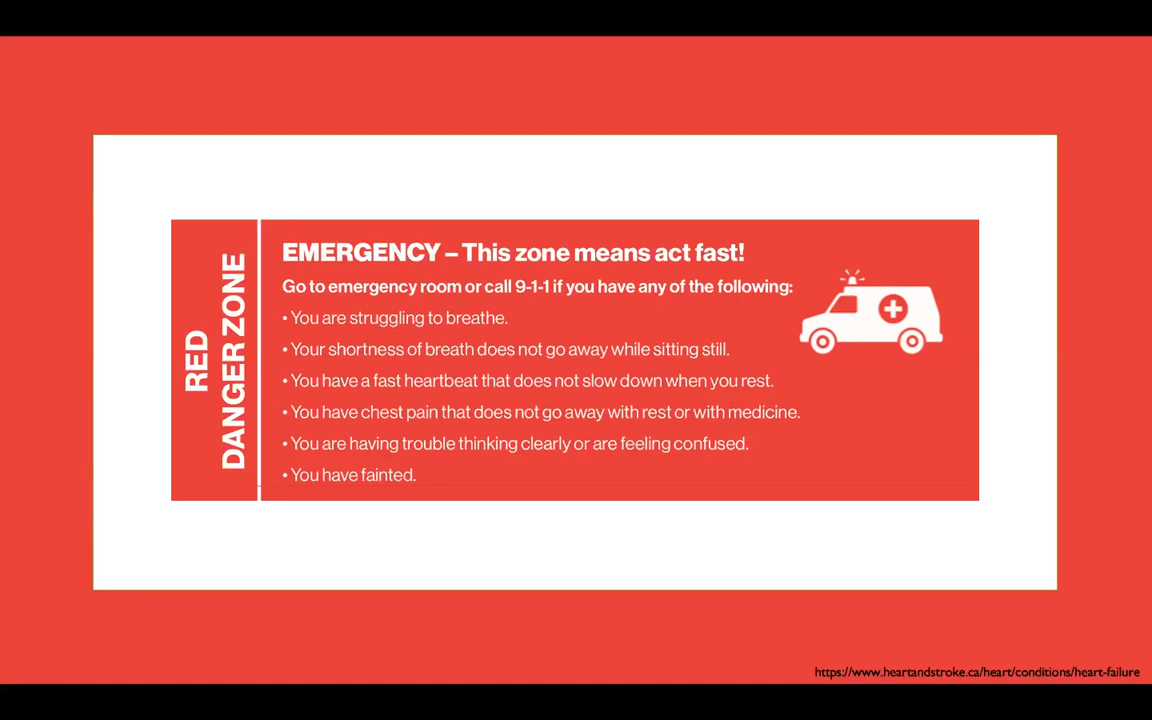 RED
DANGER ZONE
EMERGENCY – This zone means act fast!
Go to emergency room or call 9-1-1 if you have any of the following:
• You are struggling to breathe.
• Your shortness of breath does not go away while sitting still.
• You have a fast heartbeat that does not slow down when you rest.
• You have chest pain that does not go away with rest or with medicine.
• You are having trouble thinking clearly or are feeling confused.
• You have fainted.
https://www.heartandstroke.ca/heart/conditions/heart-failure